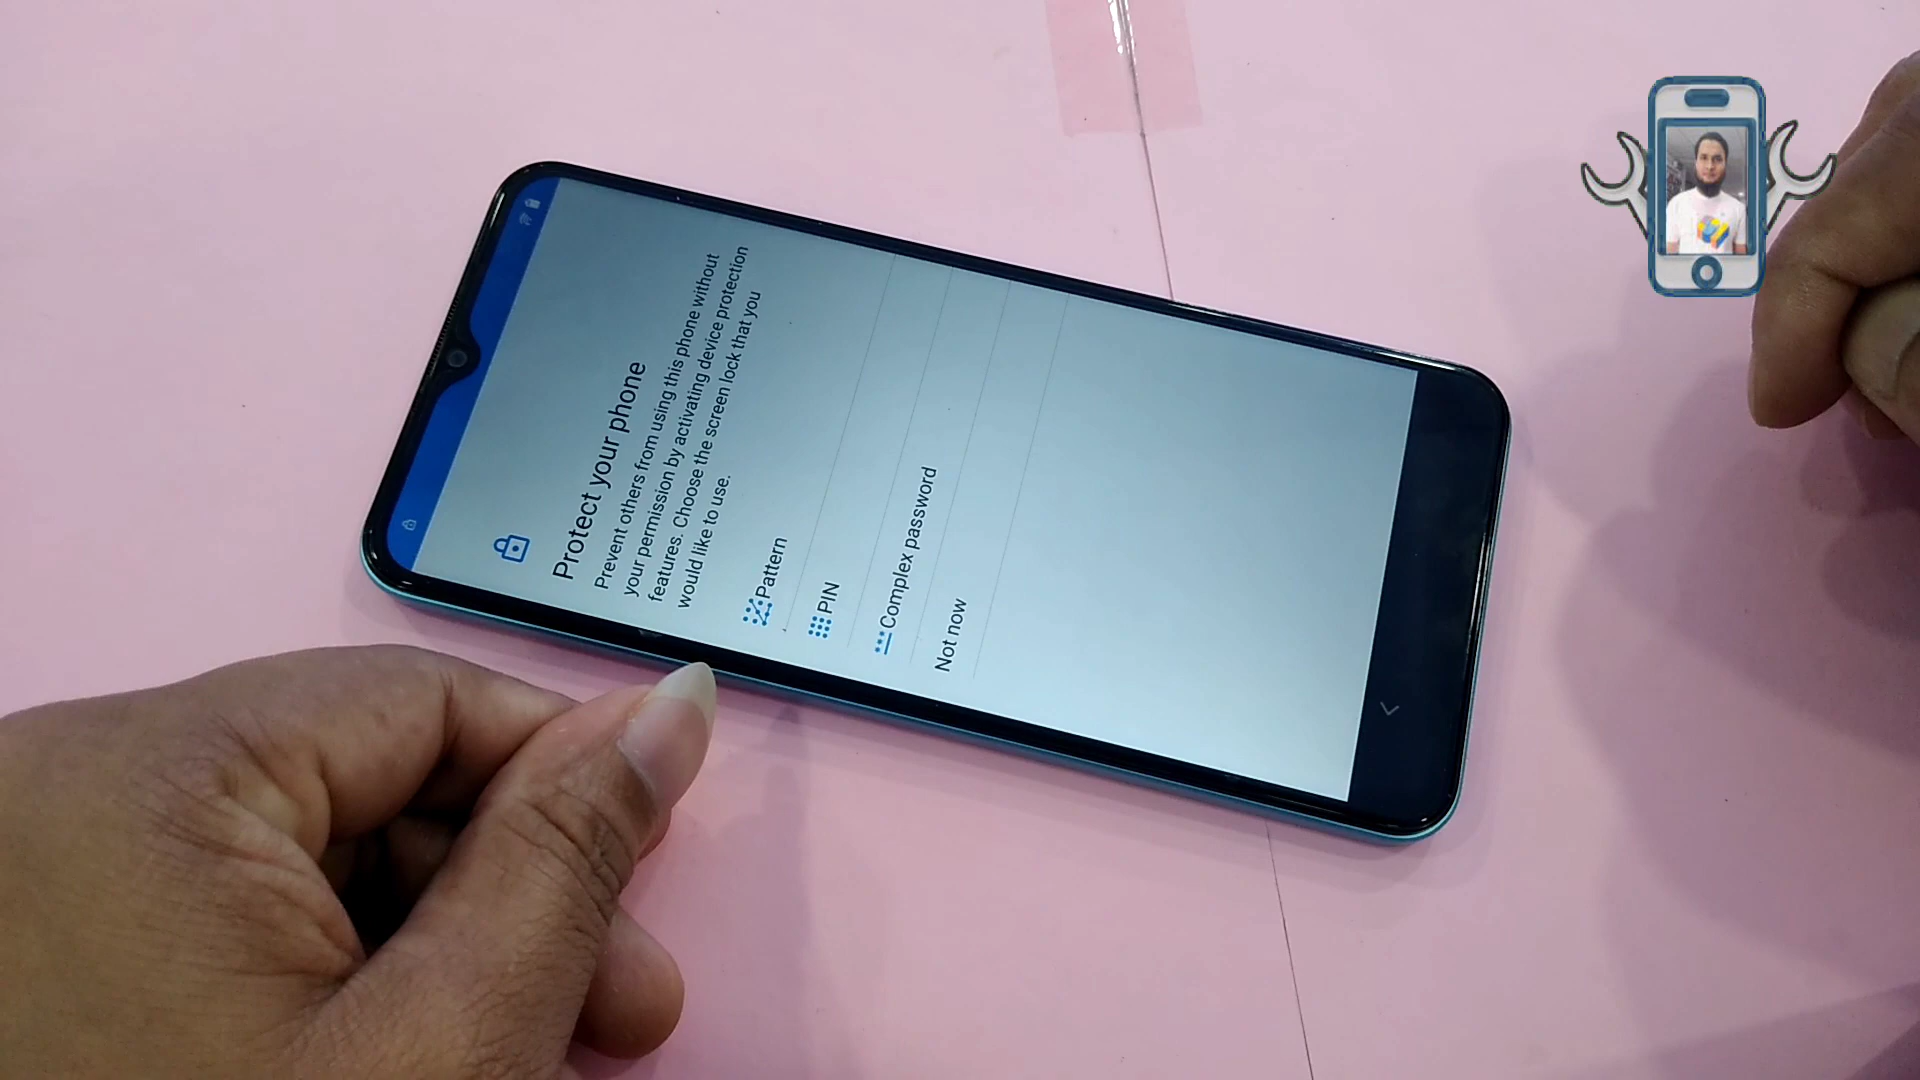 Protect your phone
Prevent others from using this phone without
your permission by activating device protection
features. Choose the screen lock that you
would like to use.
Pattern
PIN
Complex password
Not now